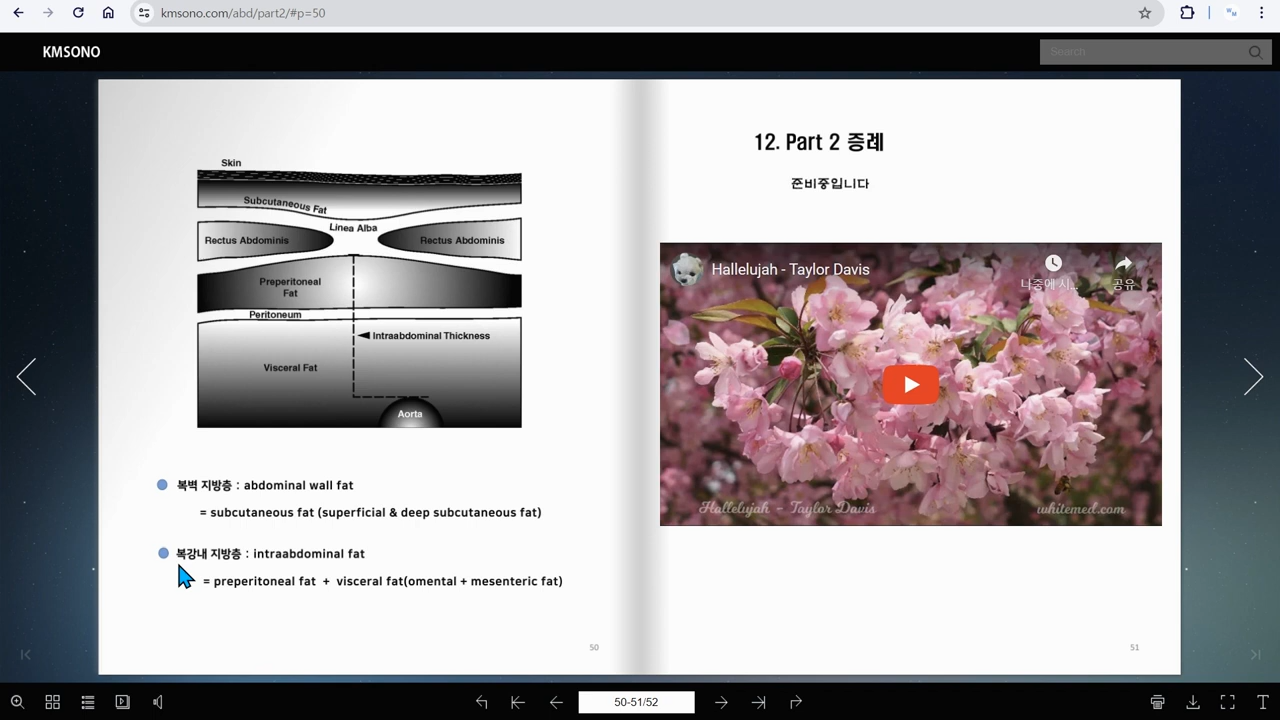 kmsono.com/abd/part2/#p=50
KMSONO
Search
Skin
Subcutaneous Fat
Linea Alba
Rectus Abdominis
Rectus Abdominis
Preperitoneal
Fat
Peritoneum
Intraabdominal Thickness
Visceral Fat
Aorta
복벽 지방층 : abdominal wall fat
= subcutaneous fat (superficial & deep subcutaneous fat)
복강내 지방층 : intraabdominal fat
= preperitoneal fat + visceral fat(omental + mesenteric fat)
50
12. Part 2 증례
준비중입니다
Hallelujah - Taylor Davis
나중에 시...
공유
Hallelujah - Taylor Davis
whitemed.com
51
50-51/52